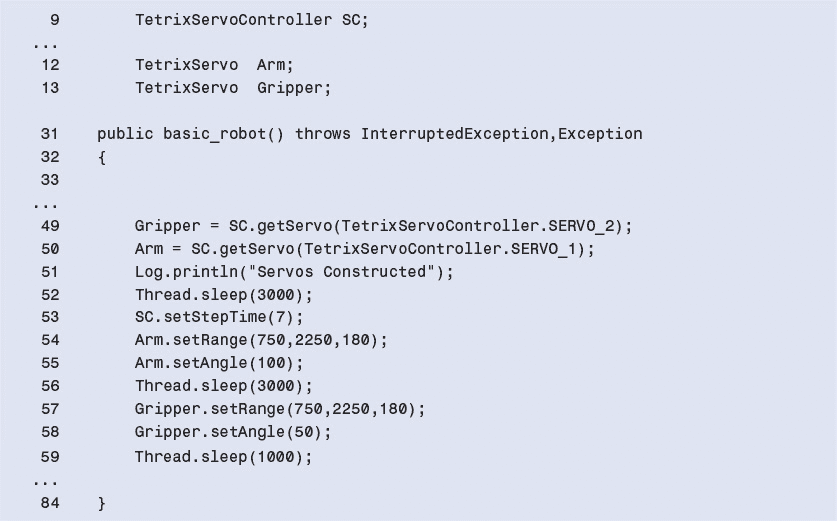 9 TetrixServoController SC;
...
12 TetrixServo Arm;
13 TetrixServo Gripper;
31 public basic_robot() throws InterruptedException,Exception
32 {
33
...
49 Gripper = SC.getServo(TetrixServoController.SERVO_2);
50 Arm = SC.getServo(TetrixServoController.SERVO_1);
51 Log.println("Servos Constructed");
52 Thread.sleep(3000);
53 SC.setStepTime(7);
54 Arm.setRange(750,2250,180);
55 Arm.setAngle(100);
56 Thread.sleep(3000);
57 Gripper.setRange(750,2250,180);
58 Gripper.setAngle(50);
59 Thread.sleep(1000);
...
84 }